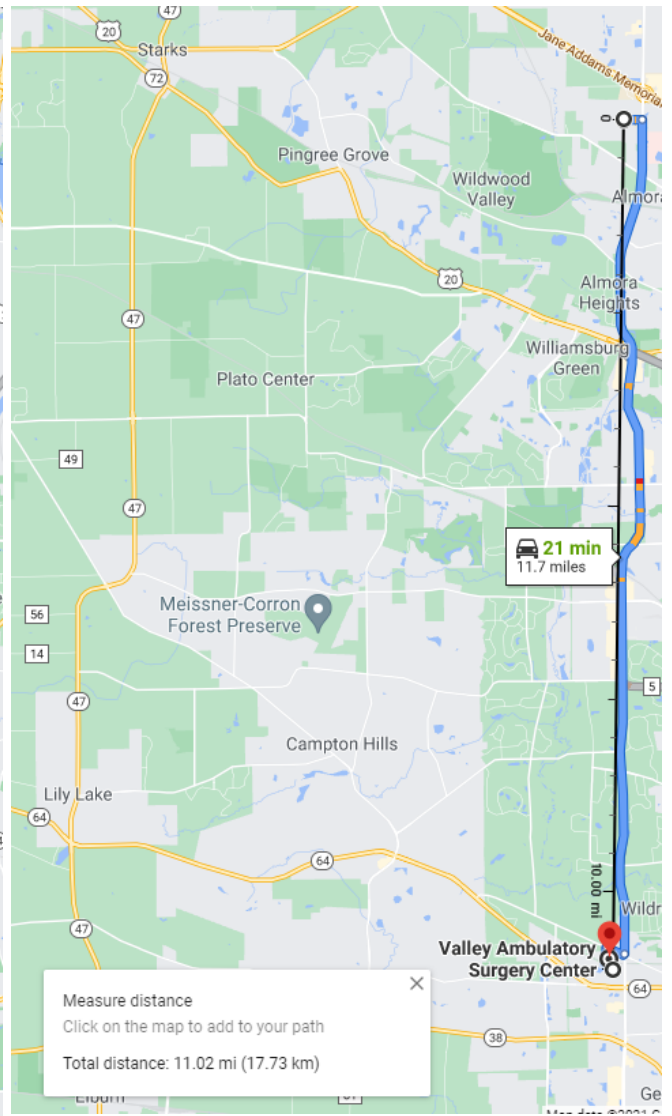 47
20
Starks
72
Jane Addams Memorial
0
Pingree Grove
Wildwood
Valley
20
Almora
Heights
47
Williamsburg
Green
Plato Center
49
47
21 min
11.7 miles
Meissner-Corron
Forest Preserve
56
14
5
47
Campton Hills
Lily Lake
64
64
10.00 mi
47
Valley Ambulatory
Surgery Center
64
Measure distance
Click on the map to add to your path
Total distance: 11.02 mi (17.73 km)
38
Elburn